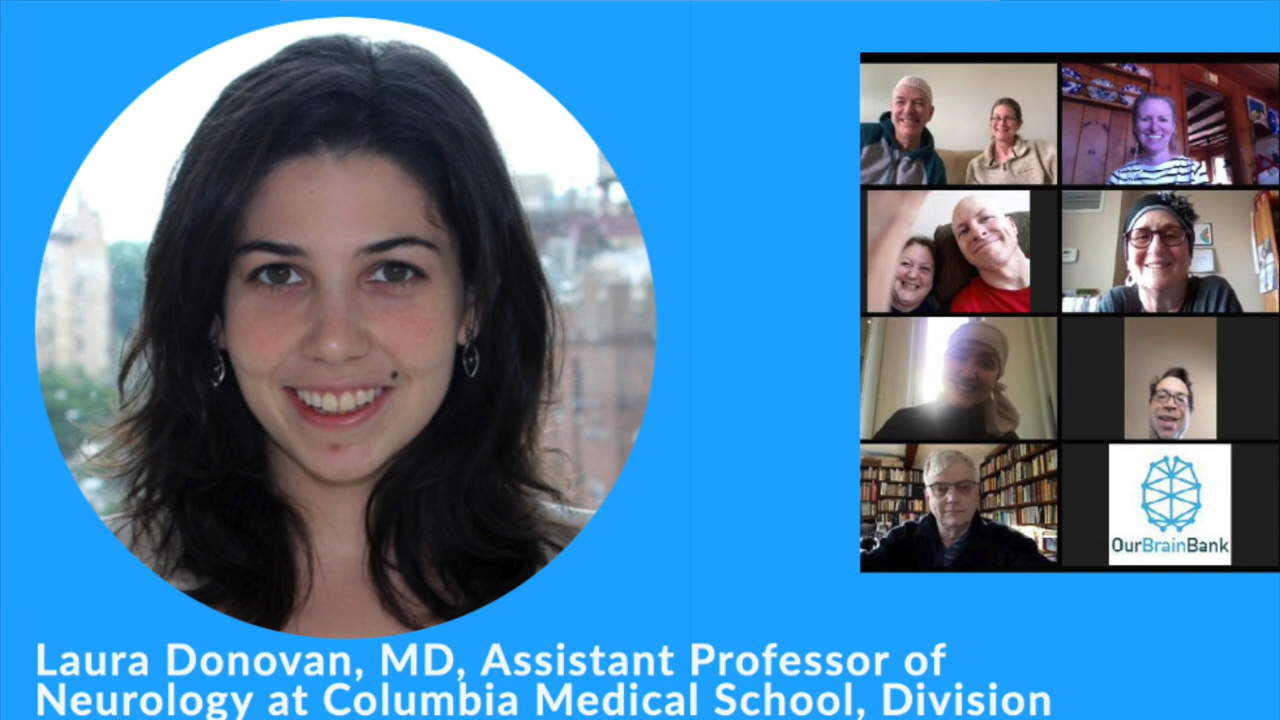 OurBrainBank
Laura Donovan, MD, Assistant Professor of
Neurology at Columbia Medical School, Division